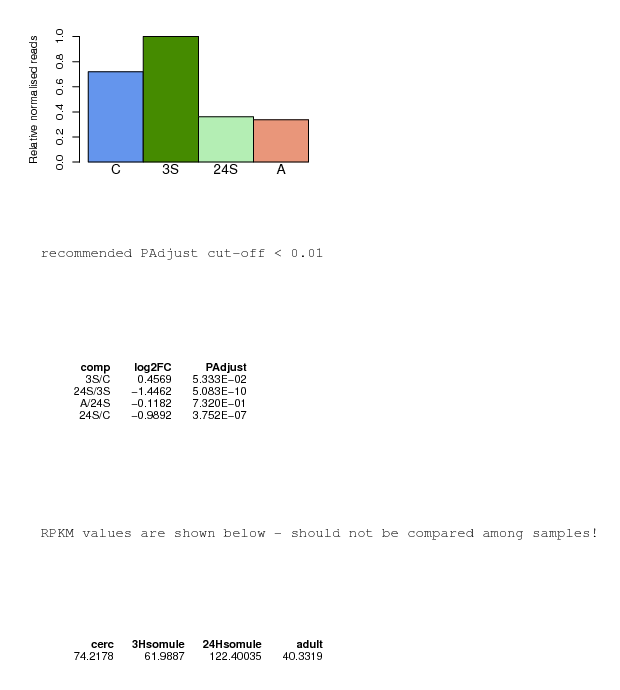 Relative normalised reads
1.0
0.8
0.6
0.4
0.2
0.0
C 3S 24S A
recommended PAdjust cut-off < 0.01
comp log2FC PAdjust
3S/C 0.4569 5.333E−02
24S/3S −1.4462 5.083E−10
A/24S −0.1182 7.320E−01
24S/C −0.9892 3.752E−07
RPKM values are shown below - should not be compared among samples!
cerc 3Hsomule 24Hsomule adult
74.2178 61.9887 122.40035 40.3319